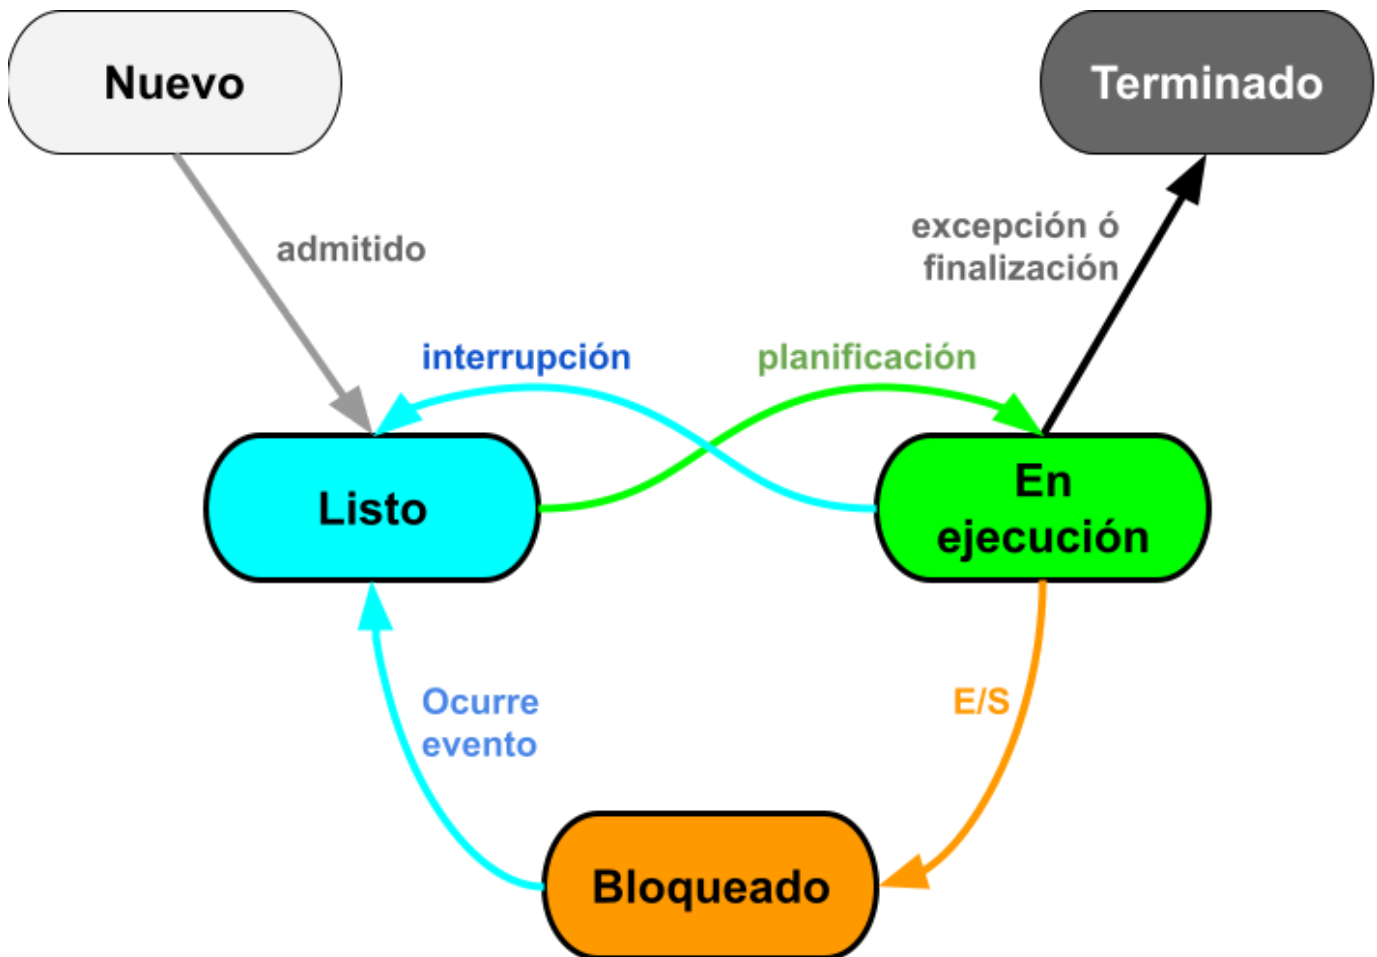 Nuevo
Terminado
admitido
excepción ó
finalización
interrupción
planificación
Listo
En
ejecución
Ocurre
evento
E/S
Bloqueado